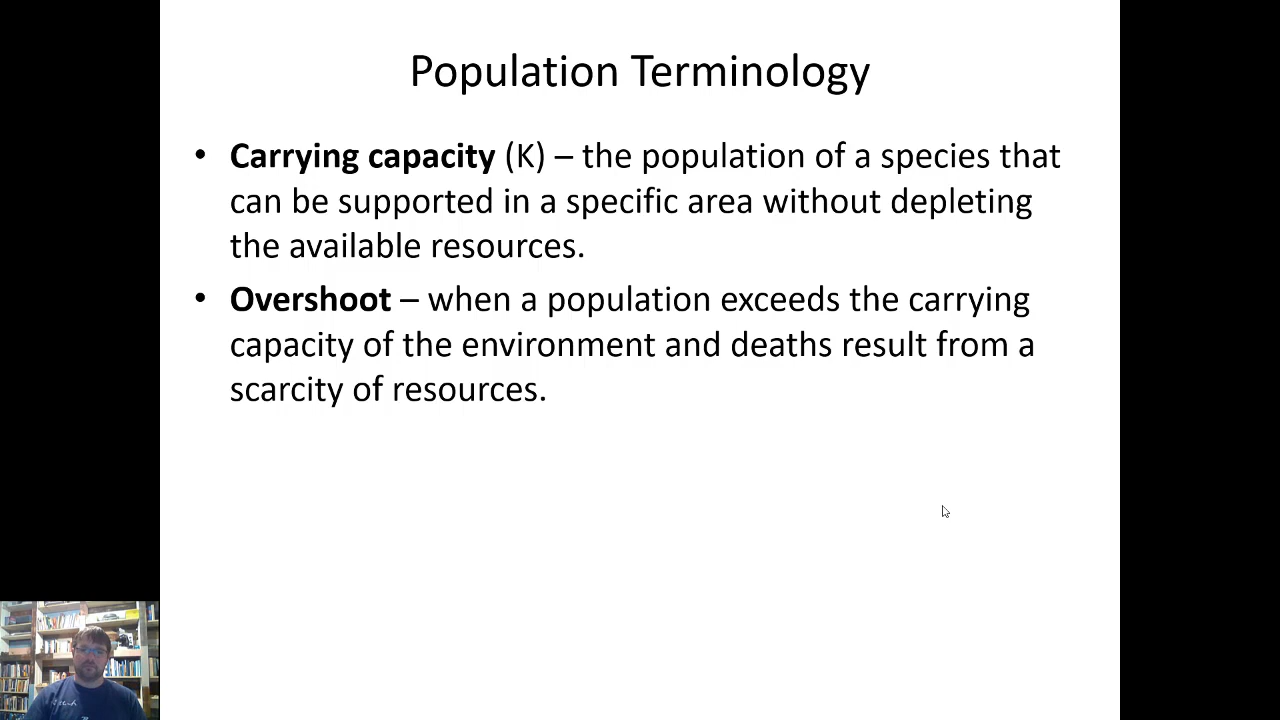 Population Terminology
• Carrying capacity (K) – the population of a species that
can be supported in a specific area without depleting
the available resources.
• Overshoot – when a population exceeds the carrying
capacity of the environment and deaths result from a
scarcity of resources.